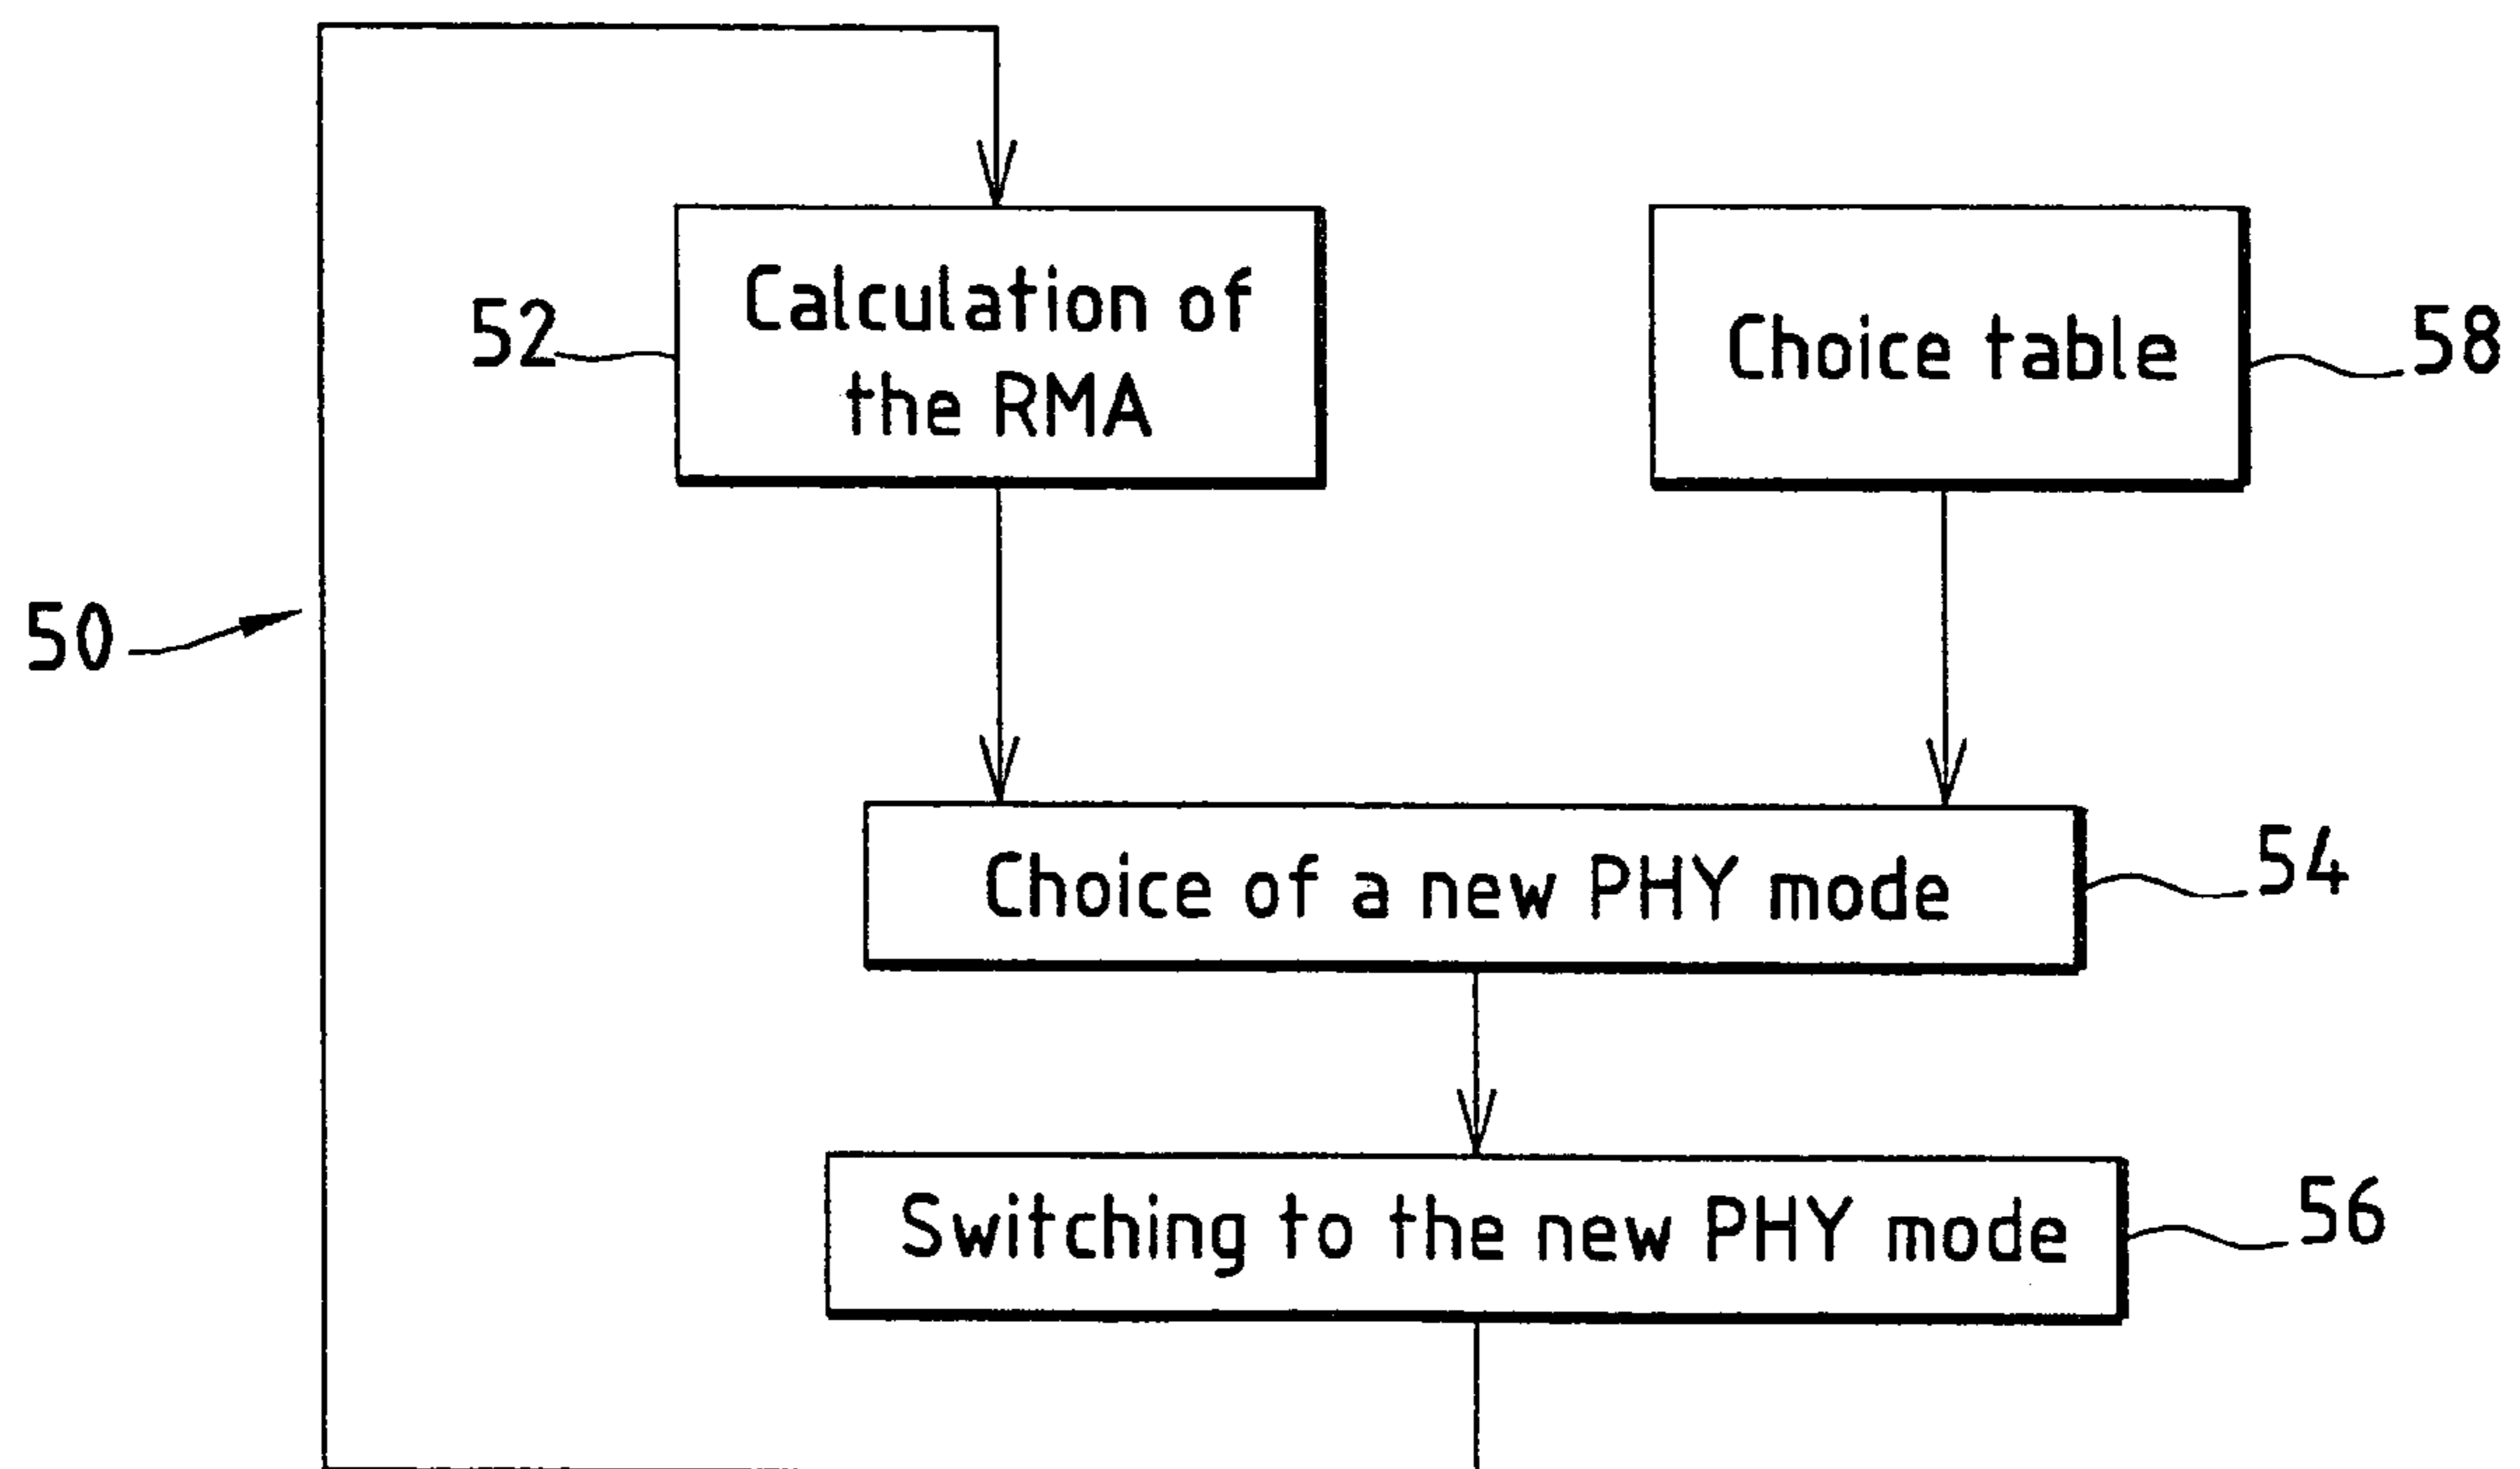 Calculation of
the RMA
52
Choice table
58
50
Choice of a new PHY mode
54
Switching to the new PHY mode
56